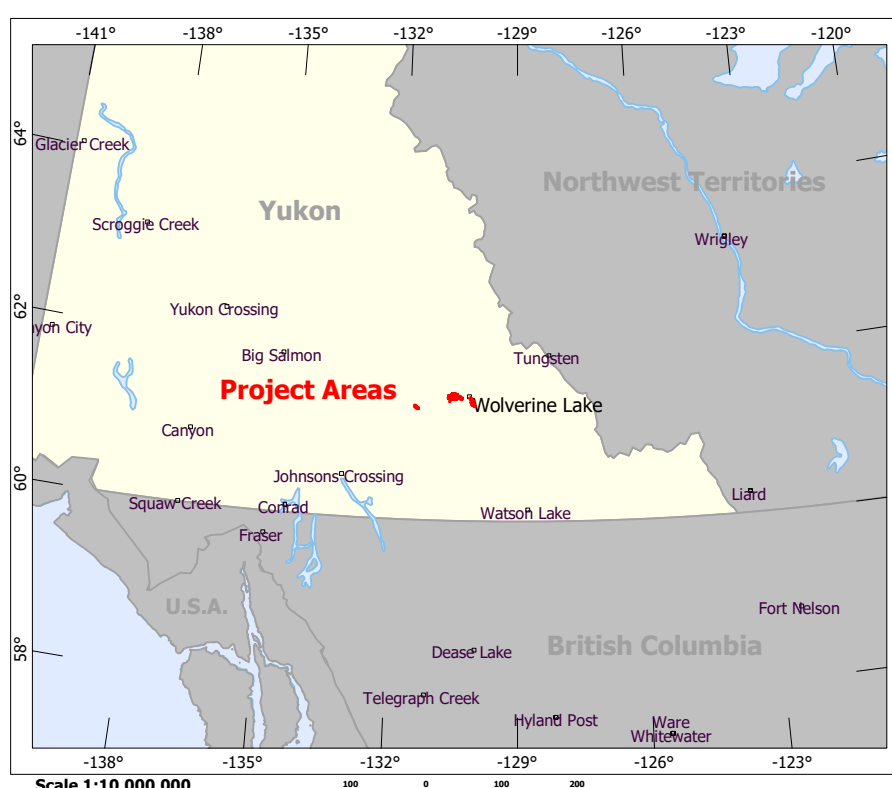 -141° -138° -135° -132° -129° -126° -123° -120°
64°
Glacier Creek
Northwest Territories
Yukon
Scroggie Creek
Wrigley
62°
Yukon Crossing
yon City
Big Salmon
Tungsten
Project Areas
Wolverine Lake
Canyon
60°
Johnsons Crossing
Liard
Squaw Creek
Conrad
Watson Lake
Fraser
U.S.A.
Fort Nelson
58°
Dease Lake
British Columbia
Telegraph Creek
Hyland Post
Ware
Whitewater
-138° -135° -132° -129° -126° -123°
Scale 1:10 000 000
100 0 100 200